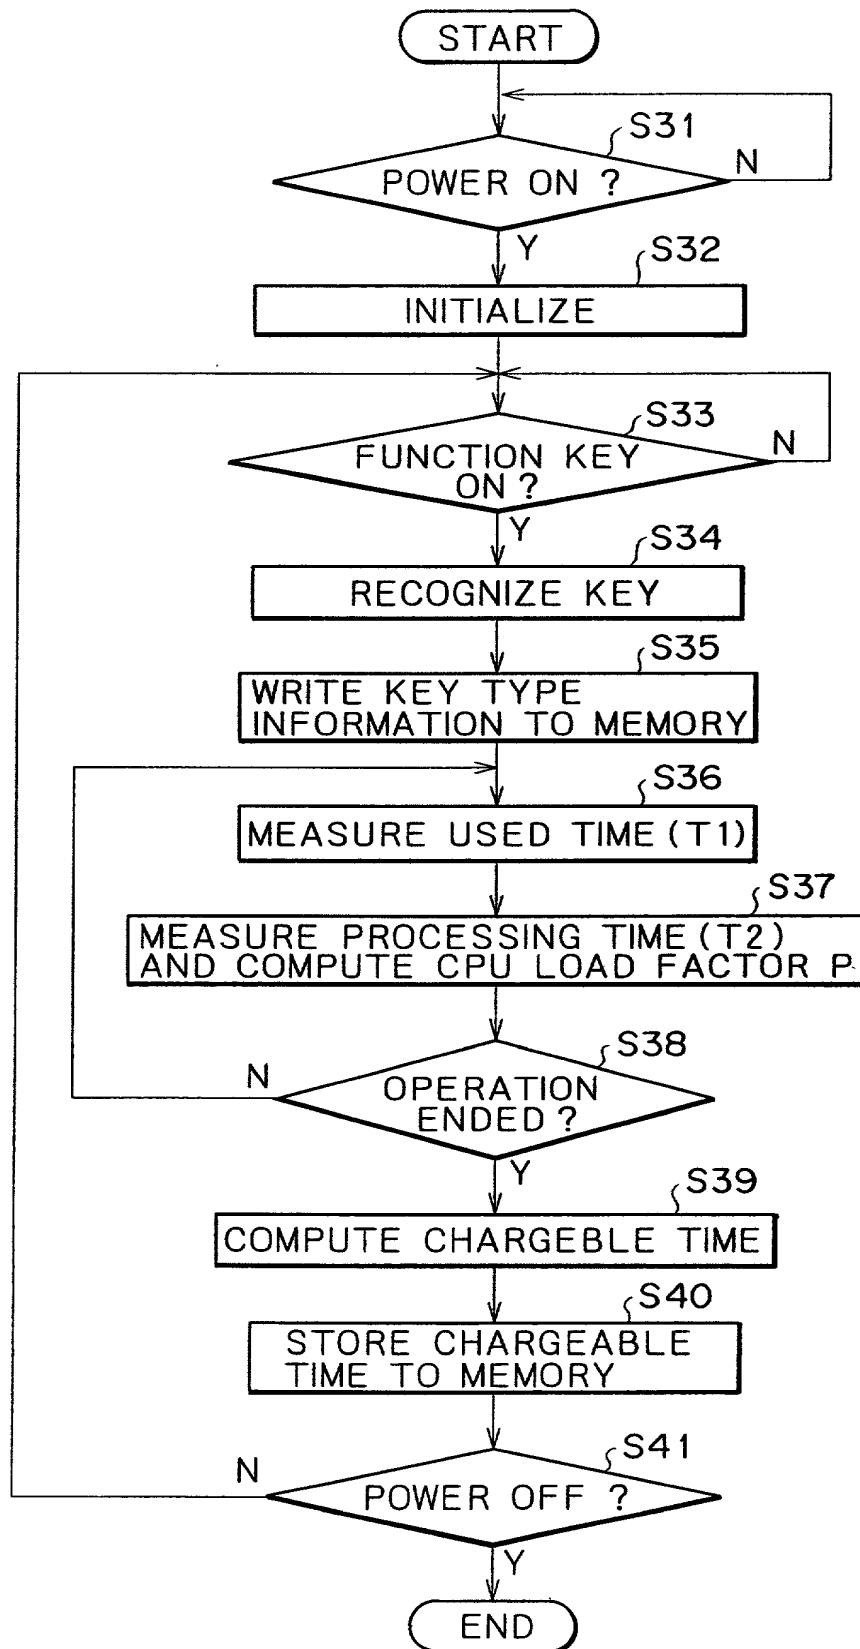 START
S31
POWER ON ?
N
Y
S32
INITIALIZE
S33
FUNCTION KEY
ON ?
N
Y
S34
RECOGNIZE KEY
S35
WRITE KEY TYPE
INFORMATION TO MEMORY
S36
MEASURE USED TIME (T1)
S37
MEASURE PROCESSING TIME (T2)
AND COMPUTE CPU LOAD FACTOR P
S38
N
OPERATION
ENDED ?
Y
S39
COMPUTE CHARGEBLE TIME
S40
STORE CHARGEABLE
TIME TO MEMORY
S41
N
POWER OFF ?
Y
END